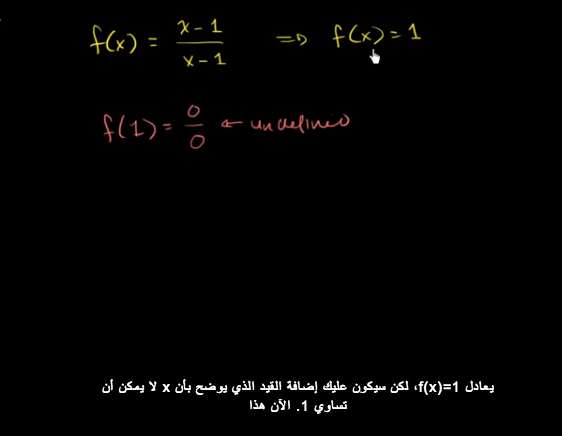 f(x) = x-1/x-1 ⇒ f(x) = 1
f(1) = 0/0 ← undefined
يعادل f(x)=1، لكن سيكون عليك إضافة القيد الذي يوضح بأن x لا يمكن أن
تساوي 1. الآن هذا